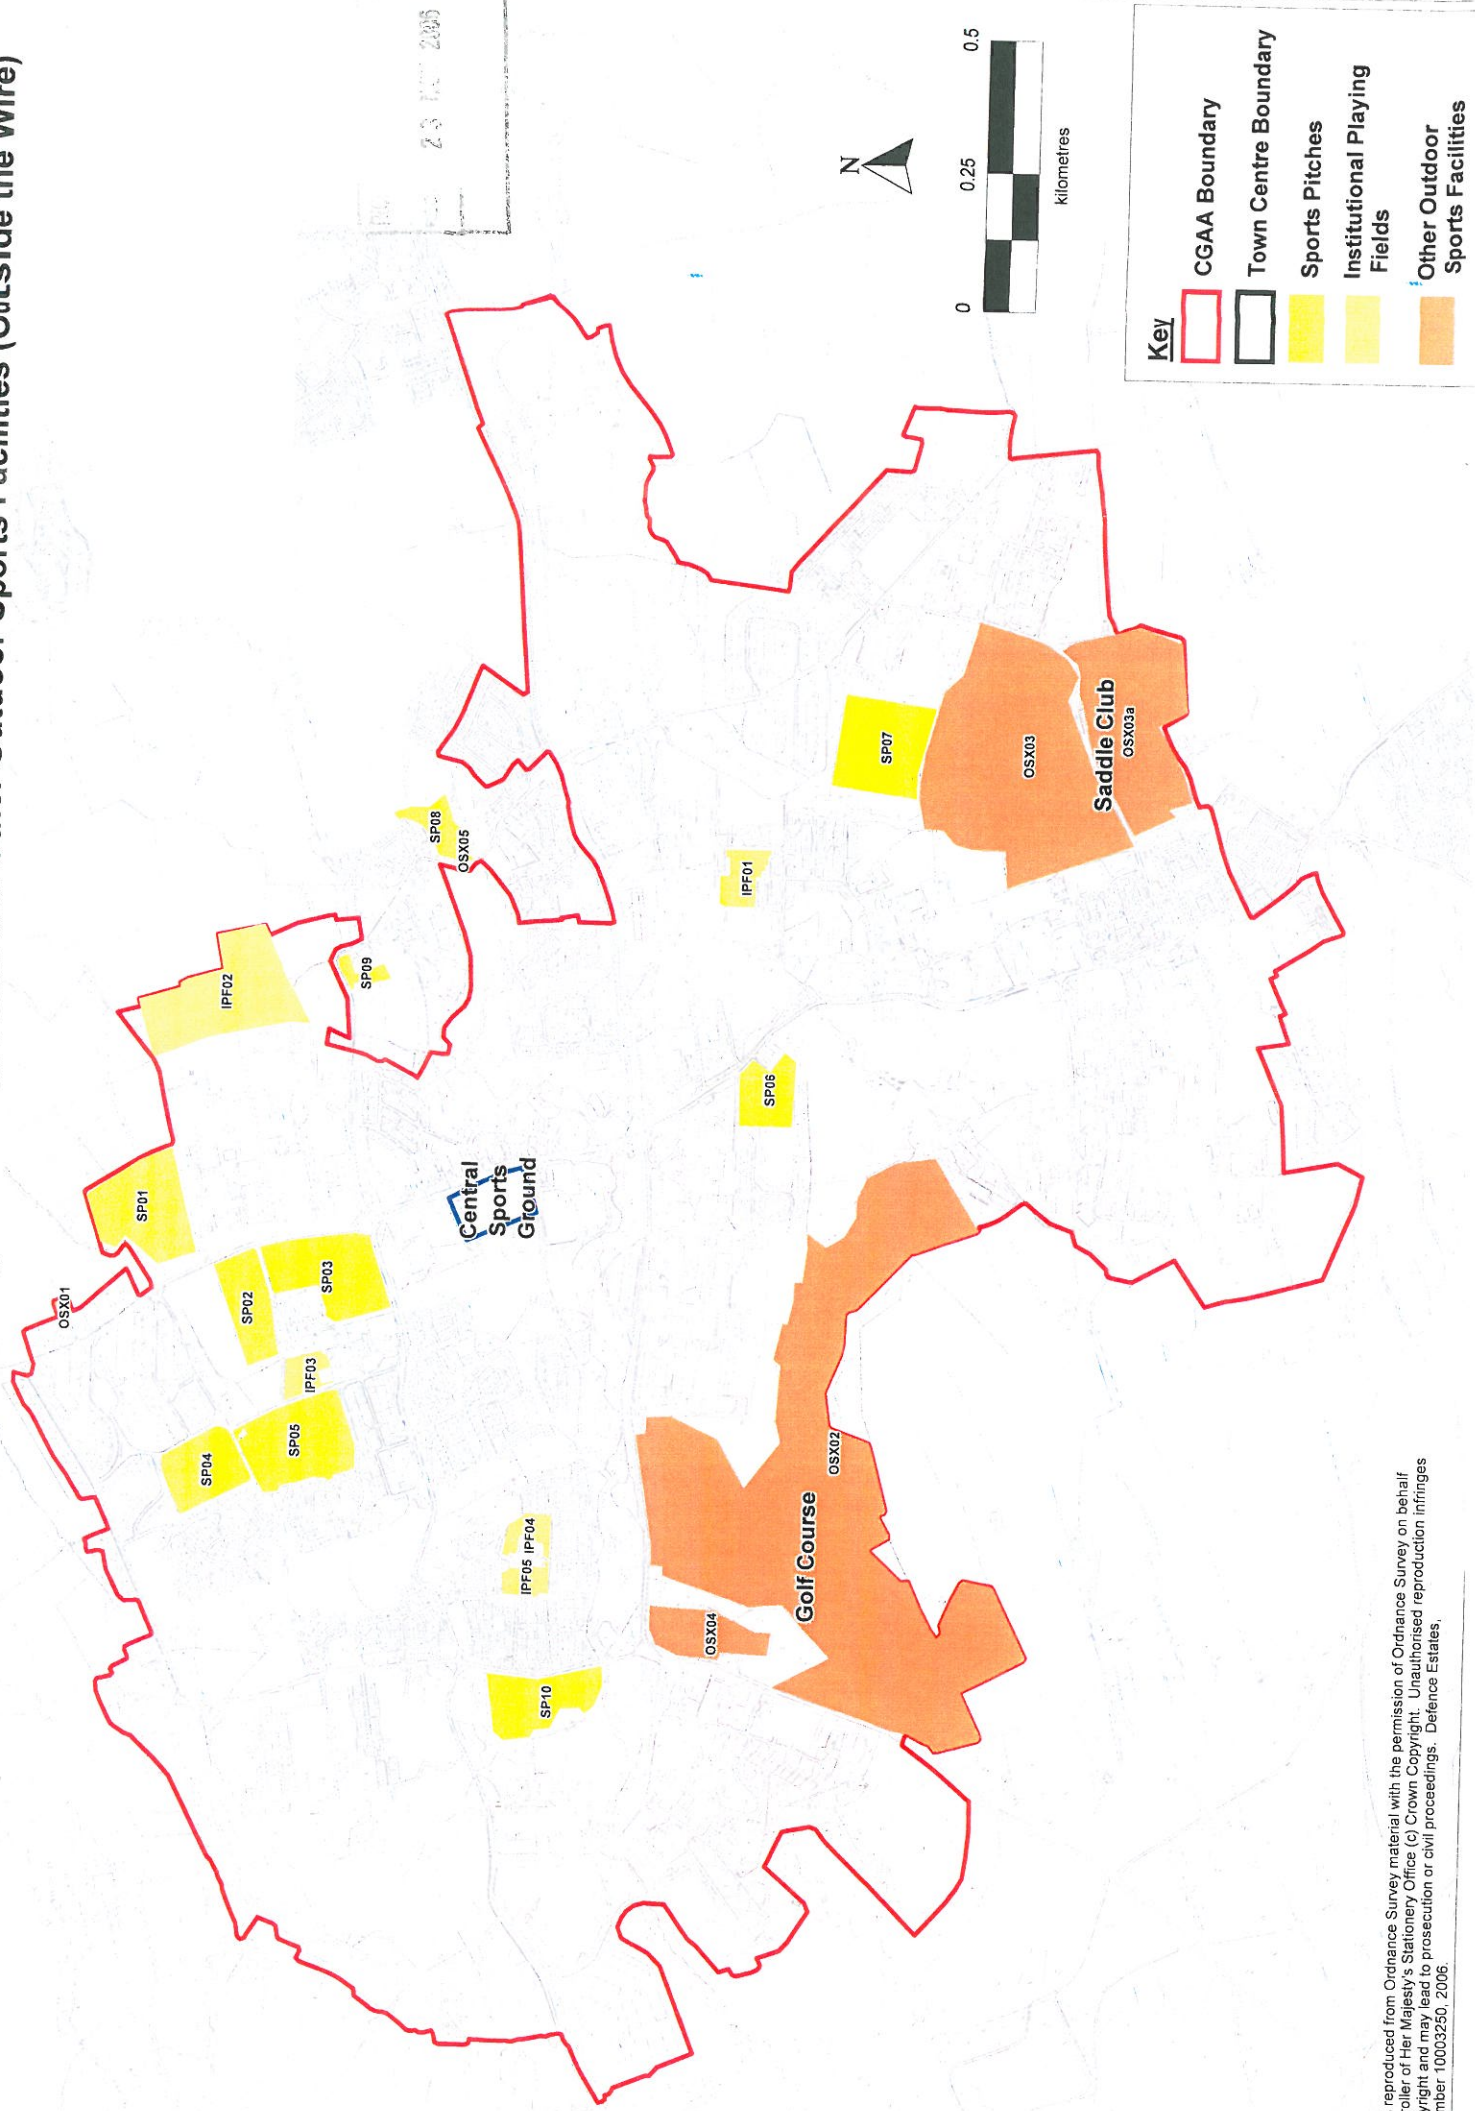 Outdoor Sports Facilities (Outside the Wire)
2006
N
0
0.25
0.5
kilometres
Key
CGAA Boundary
Town Centre Boundary
Sports Pitches
Institutional Playing
Fields
Other Outdoor
Sports Facilities
OSX01
SP01
IPF02
SP09
SP08
OSX05
SP02
SP03
IPF03
SP04
SP05
Central
Sports
Ground
IPF04
IPF05
SP10
SP06
IPF01
SP07
OSX03
Saddle Club
OSX03a
OSX04
Golf Course
OSX02
reproduced from Ordnance Survey material with the permission of Ordnance Survey on behalf
roller of Her Majesty's Stationery Office (c) Crown Copyright. Unauthorised reproduction infringes
yright and may lead to prosecution or civil proceedings. Defence Estates,
mber 10003250, 2006.